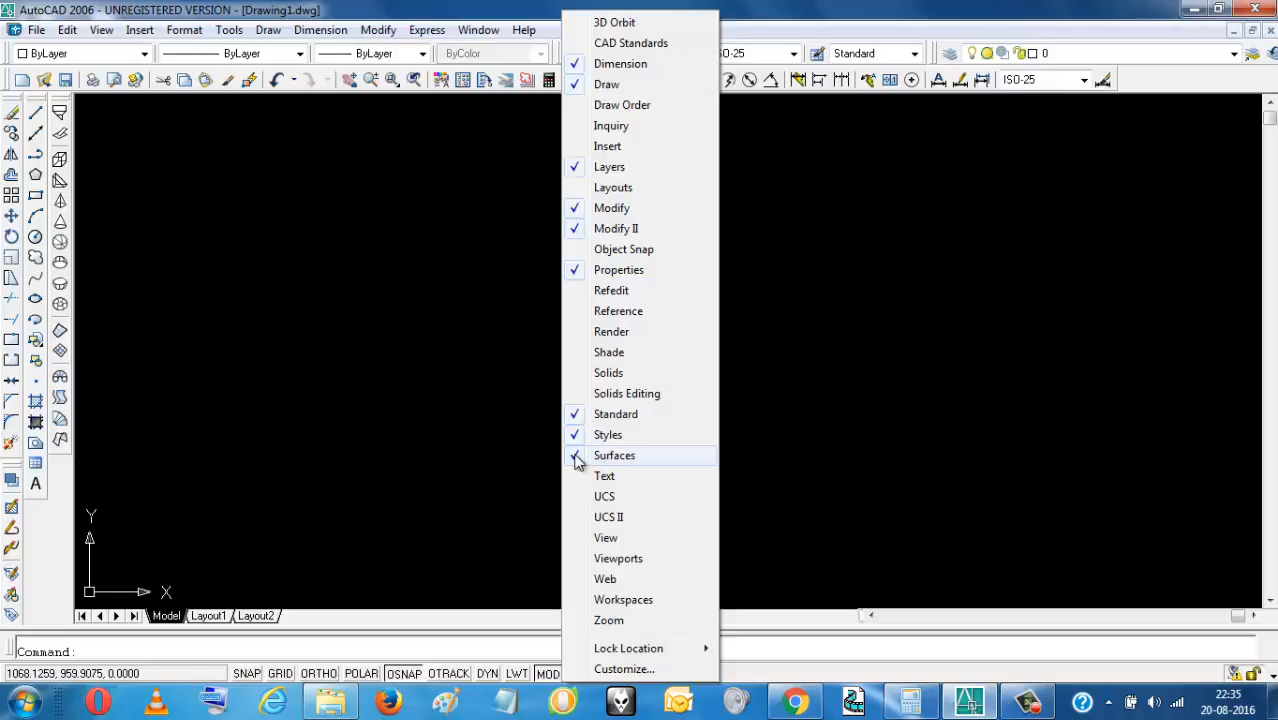 AutoCAD 2006 - UNREGISTERED VERSION - [Drawing1.dwg]
File Edit View Insert Format Tools Draw Dimension Modify Express Window Help
ByLayer ByLayer ByLayer ByColor SO-25 Standard 0
ISO-25
3D Orbit
CAD Standards
Dimension
Draw
Draw Order
Inquiry
Insert
Layers
Layouts
Modify
Modify II
Object Snap
Properties
Refedit
Reference
Render
Shade
Solids
Solids Editing
Standard
Styles
Surfaces
Text
UCS
UCS II
View
Viewports
Web
Workspaces
Zoom
Lock Location
Customize...
A
Y
X
Model Layout1 Layout2
Command:
1068.1259, 959.9075, 0.0000 SNAP GRID ORTHO POLAR OSNAP OTRACK DYN LWT MOD
22:35
20-08-2016